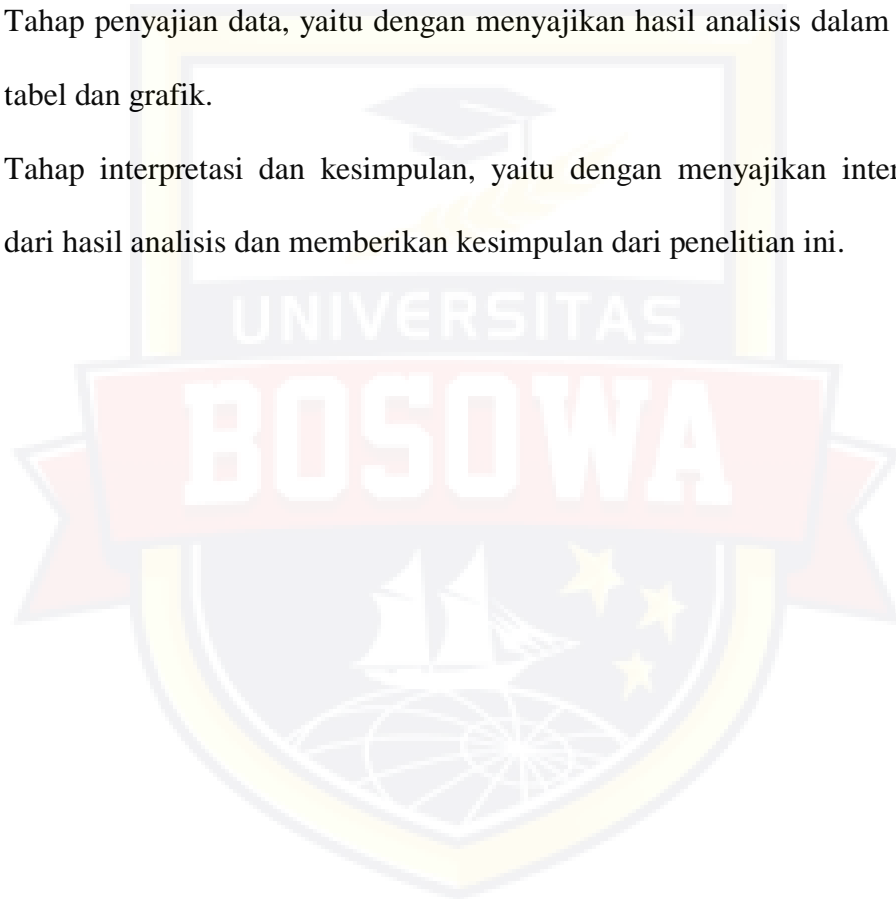 Tahap penyajian data, yaitu dengan menyajikan hasil analisis dalam
tabel dan grafik.
Tahap interpretasi dan kesimpulan, yaitu dengan menyajikan inter
dari hasil analisis dan memberikan kesimpulan dari penelitian ini.
UNIVERSITAS
BOSOWA